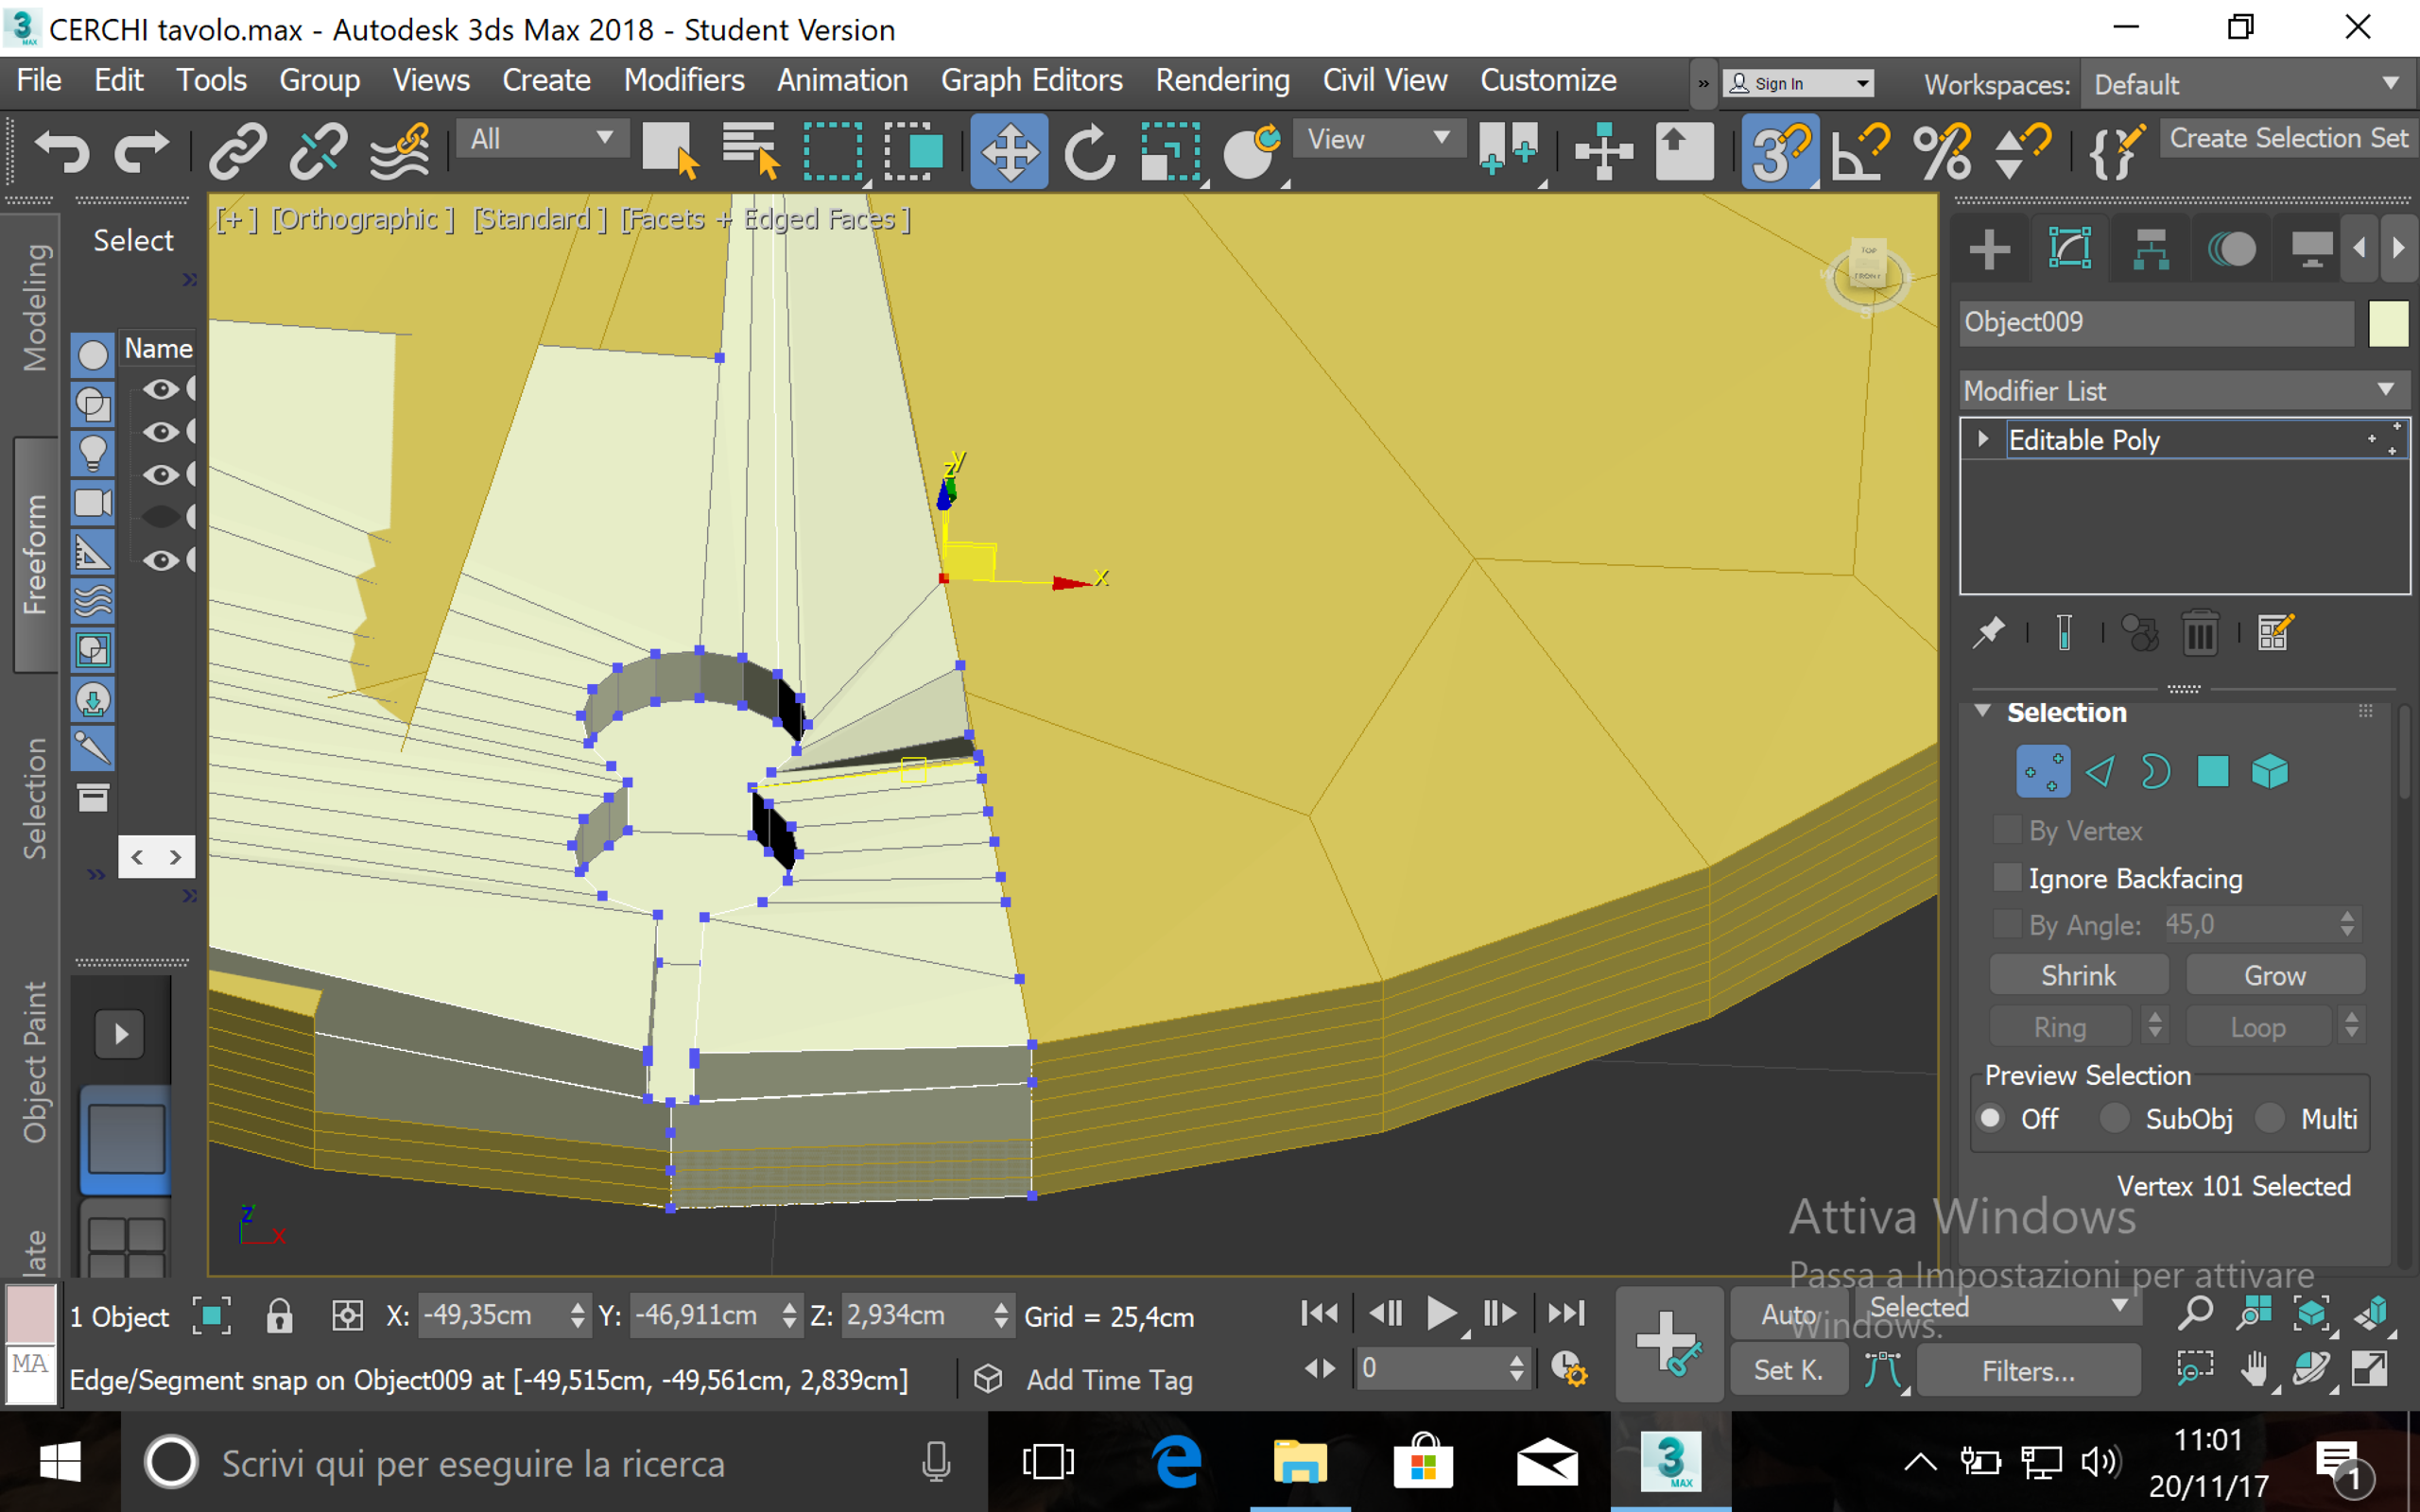 CERCHI tavolo.max - Autodesk 3ds Max 2018 - Student Version
File Edit Tools Group Views Create Modifiers Animation Graph Editors Rendering Civil View Customize » Sign In Workspaces: Default
All View Create Selection Set
[+] [Orthographic ] [Standard ] [Facets + Edged Faces ]
Select
Modeling
Name
Freeform
Selection
Object Paint
late
TOP
FRONT
S
z
y
x
z
x
Object009
Modifier List
Editable Poly
Selection
By Vertex
Ignore Backfacing
By Angle: 45,0
Shrink Grow
Ring Loop
Preview Selection
Off SubObj Multi
Vertex 101 Selected
Attiva Windows
Passa a Impostazioni per attivare
Windows.
1 Object X: -49,35cm Y: -46,911cm Z: 2,934cm Grid = 25,4cm
Auto Selected
MA Edge/Segment snap on Object009 at [-49,515cm, -49,561cm, 2,839cm] Add Time Tag
0 Set K. Filters...
Scrivi qui per eseguire la ricerca
3 MAX
11:01
20/11/17
1